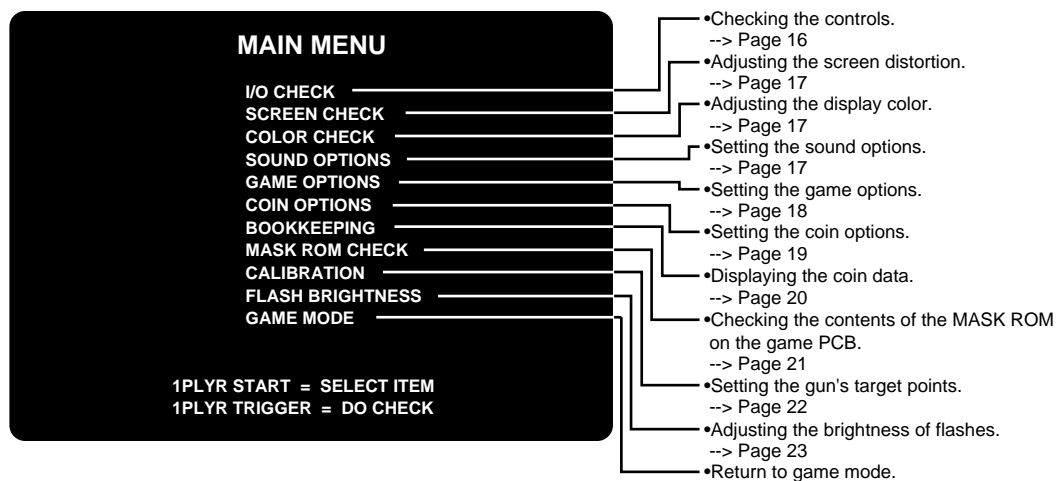 MAIN MENU
I/O CHECK
SCREEN CHECK
COLOR CHECK
SOUND OPTIONS
GAME OPTIONS
COIN OPTIONS
BOOKKEEPING
MASK ROM CHECK
CALIBRATION
FLASH BRIGHTNESS
GAME MODE
1PLYR START = SELECT ITEM
1PLYR TRIGGER = DO CHECK
•Checking the controls.
--> Page 16
•Adjusting the screen distortion.
--> Page 17
•Adjusting the display color.
--> Page 17
•Setting the sound options.
--> Page 17
•Setting the game options.
--> Page 18
•Setting the coin options.
--> Page 19
•Displaying the coin data.
--> Page 20
•Checking the contents of the MASK ROM
on the game PCB.
--> Page 21
•Setting the gun's target points.
--> Page 22
•Adjusting the brightness of flashes.
--> Page 23
•Return to game mode.